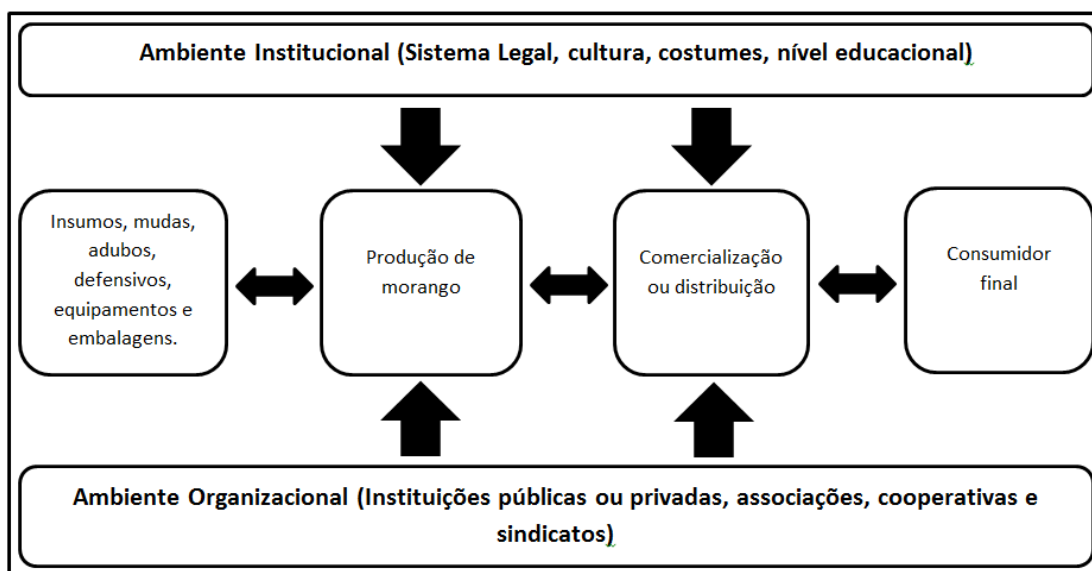 Ambiente Institucional (Sistema Legal, cultura, costumes, nível educacional)
Insumos, mudas,
adubos,
defensivos,
equipamentos e
embalagens.
Produção de
morango
Comercialização
ou distribuição
Consumidor
final
Ambiente Organizacional (Instituições públicas ou privadas, associações, cooperativas e
sindicatos)